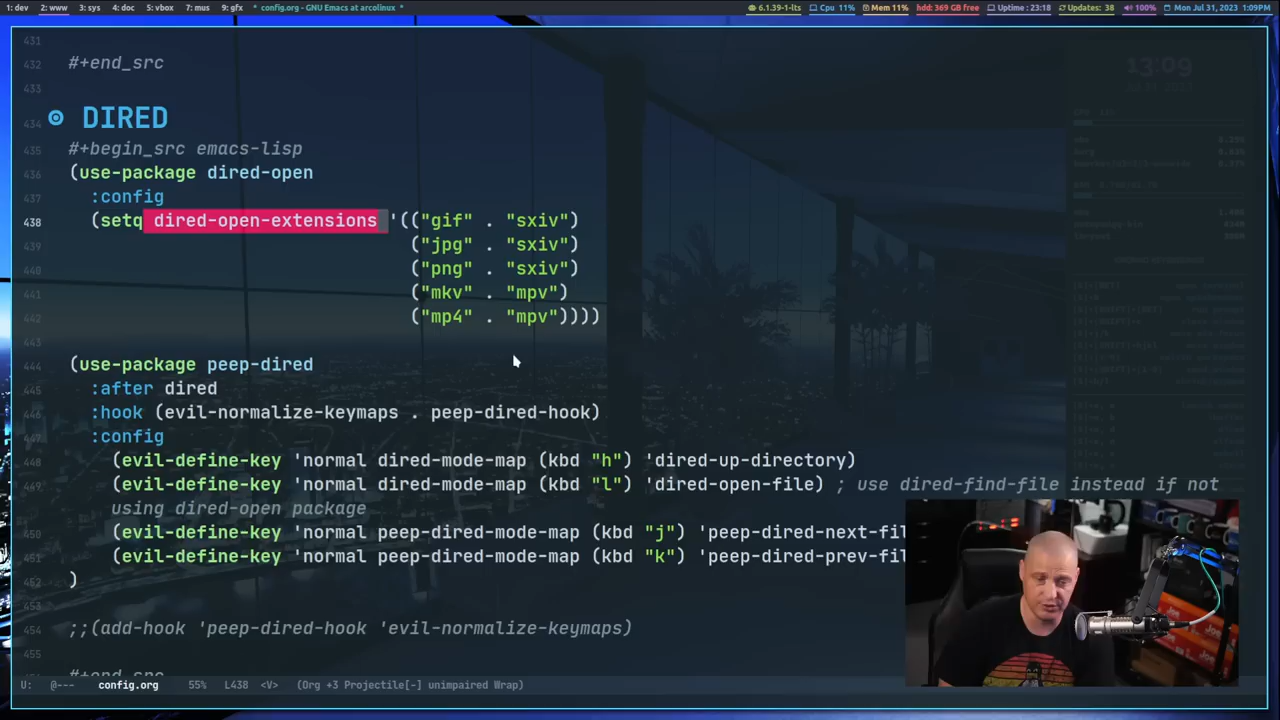 1: dev 2: www 3: sys 4: doc 5: vbox 7: mus 9: gfx * config.org - GNU Emacs at arcolinux * 6.1.39-1-lts Cpu 11% Mem 11% hdd: 369 GB free Uptime : 23:18 Updates: 38 100% Mon Jul 31, 2023 1:09PM
431
432 #+end_src
433
434 DIRED
435 #+begin_src emacs-lisp
436 (use-package dired-open
437 :config
438 (setq dired-open-extensions '(("gif" . "sxiv")
439 ("jpg" . "sxiv")
440 ("png" . "sxiv")
441 ("mkv" . "mpv")
442 ("mp4" . "mpv"))))
443
444 (use-package peep-dired
445 :after dired
446 :hook (evil-normalize-keymaps . peep-dired-hook)
447 :config
448 (evil-define-key 'normal dired-mode-map (kbd "h") 'dired-up-directory)
449 (evil-define-key 'normal dired-mode-map (kbd "l") 'dired-open-file) ; use dired-find-file instead if not
using dired-open package
450 (evil-define-key 'normal peep-dired-mode-map (kbd "j") 'peep-dired-next-fil
451 (evil-define-key 'normal peep-dired-mode-map (kbd "k") 'peep-dired-prev-fil
452 )
453
454 ;;(add-hook 'peep-dired-hook 'evil-normalize-keymaps)
455
#+end_src
U: @--- config.org 55% L438 <V> (Org +3 Projectile[-] unimpaired Wrap)
13:09